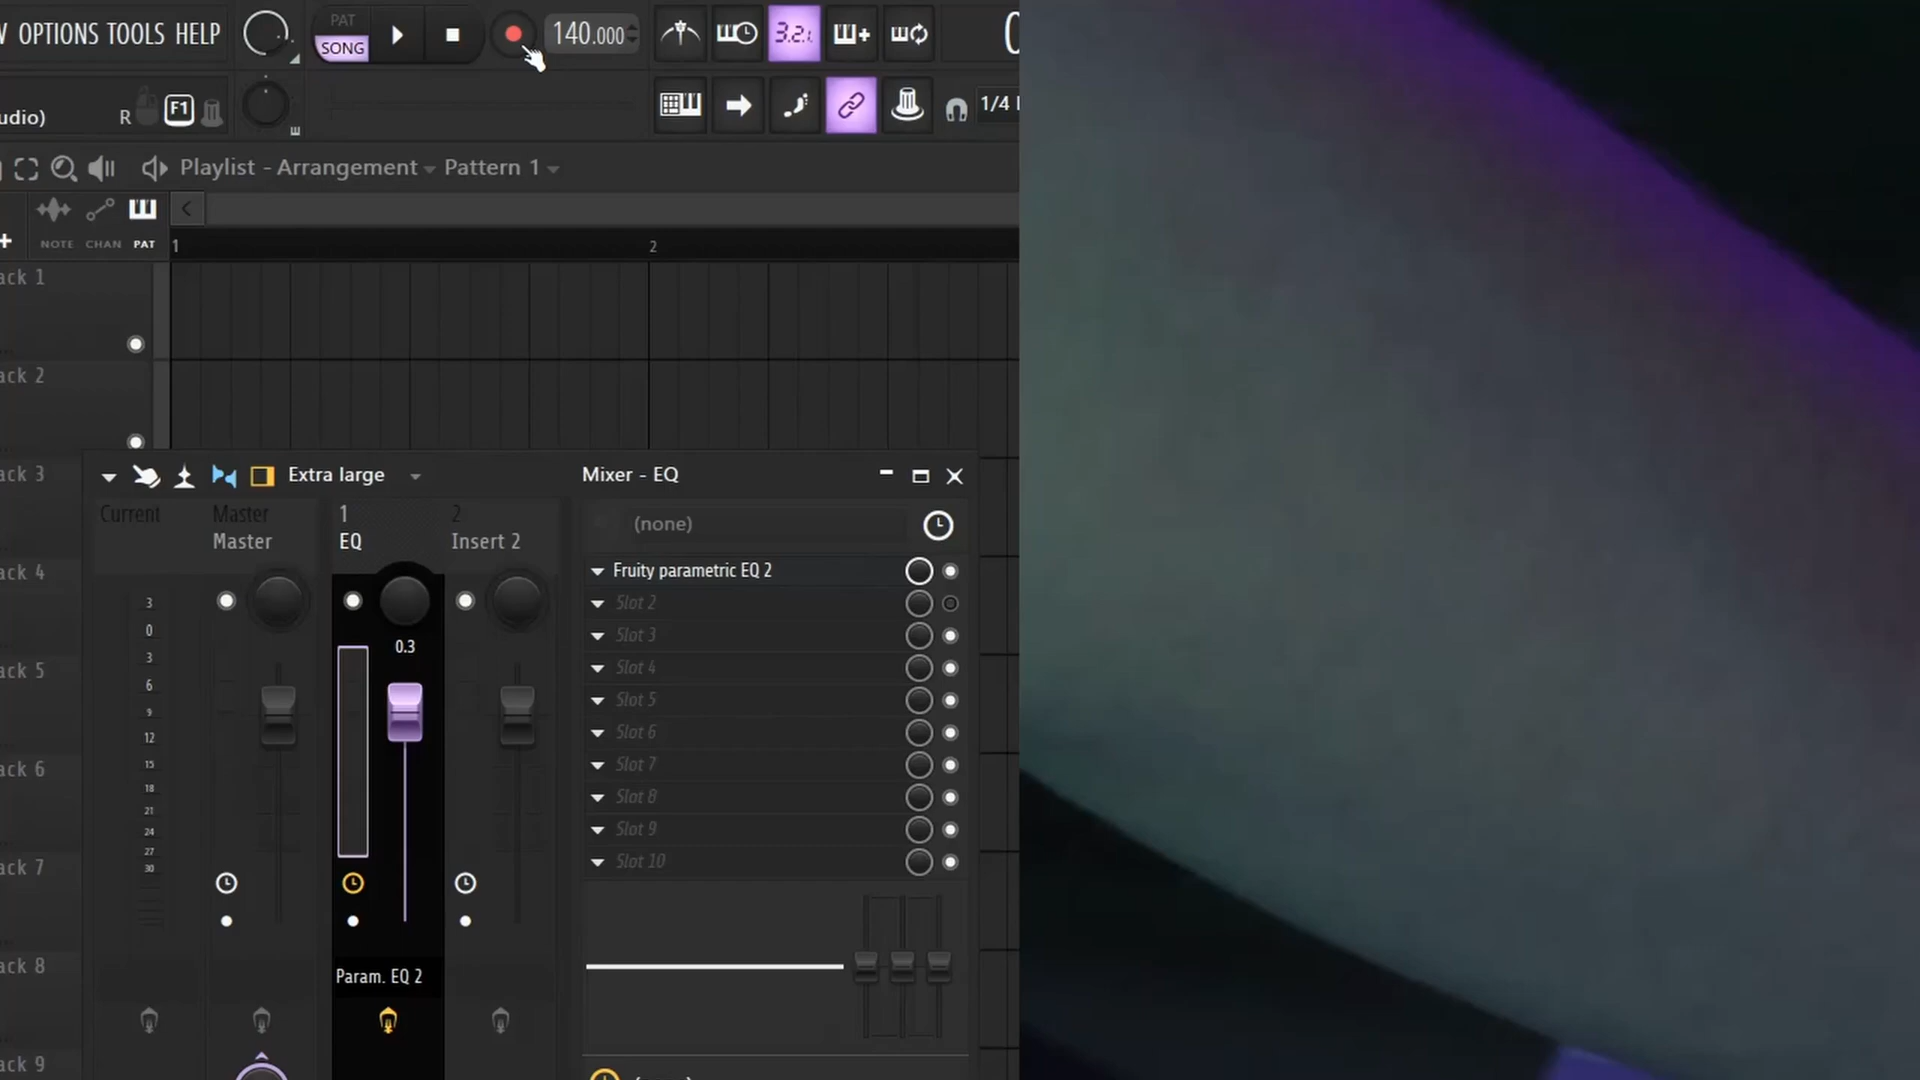 OPTIONS TOOLS HELP
PAT
SONG
140.000
3.2.1
udio)
R
F1
1/4
Playlist - Arrangement
Pattern 1
NOTE
CHAN
PAT
1
2
ack 1
ack 2
ack 3
ack 4
ack 5
ack 6
ack 7
ack 8
ack 9
Extra large
Mixer - EQ
Current
Master
Master
1
EQ
2
Insert 2
3
0
3
6
9
12
15
18
21
24
27
30
0.3
Param. EQ 2
(none)
Fruity parametric EQ 2
Slot 2
Slot 3
Slot 4
Slot 5
Slot 6
Slot 7
Slot 8
Slot 9
Slot 10